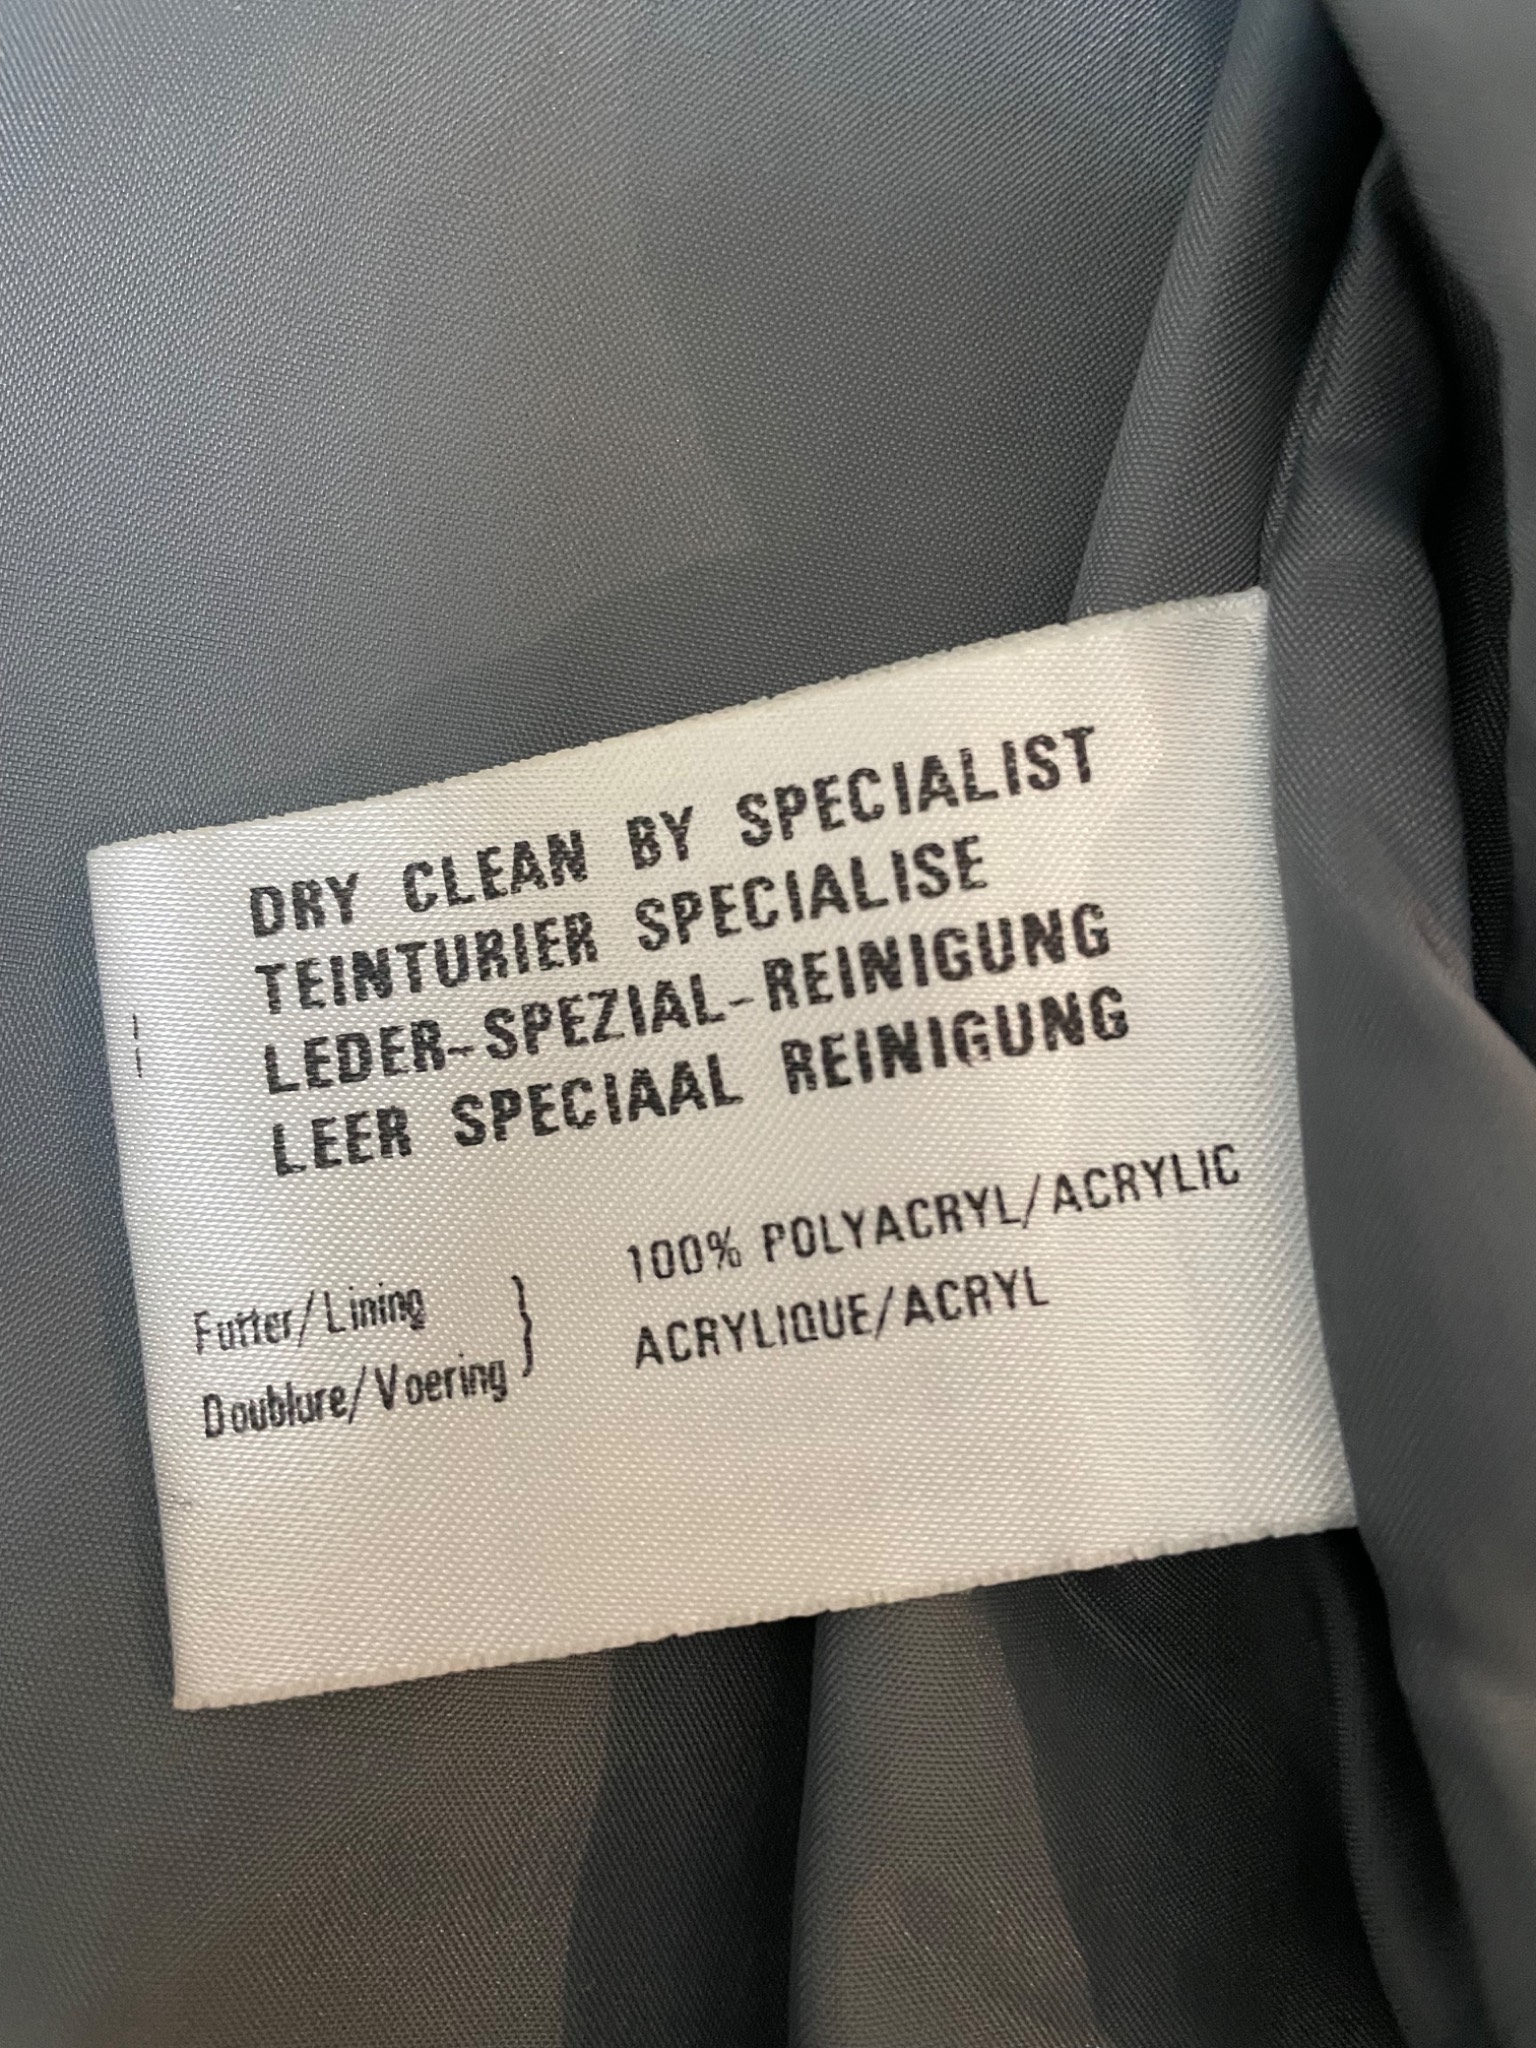 DRY CLEAN BY SPECIALIST
TEINTURIER SPECIALISE
LEDER-SPEZIAL-REINIGUNG
LEER SPECIAAL REINIGUNG
Futter/Lining
Doublure/Voering
}
100% POLYACRYL/ACRYLIC
ACRYLIQUE/ACRYL